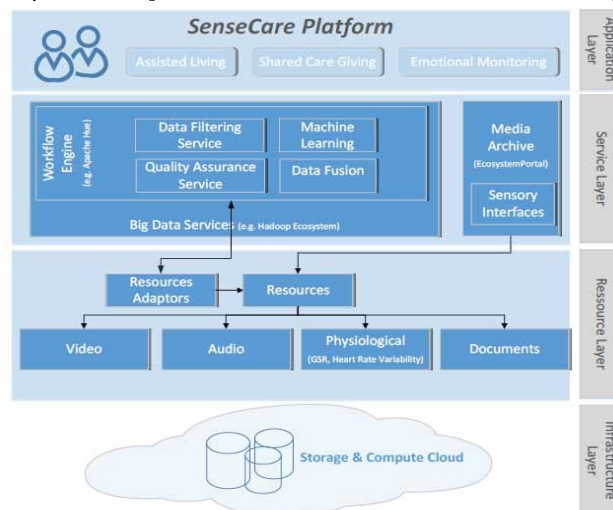 SenseCare Platform
Assisted Living
Shared Care Giving
Emotional Monitoring
Application
Layer
Workflow
Engine
(e.g. Apache Hue)
Data Filtering
Service
Machine
Learning
Quality Assurance
Service
Data Fusion
Big Data Services (e.g. Hadoop Ecosystem)
Media
Archive
(EcosystemPortal)
Sensory
Interfaces
Service Layer
Resources
Adaptors
Resources
Video
Audio
Physiological
(GSR, Heart Rate Variability)
Documents
Ressource Layer
Storage & Compute Cloud
Infrastructure
Layer